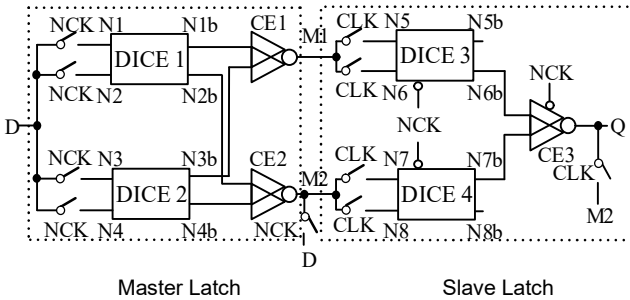 NCK N1 N1b CE1 M1 CLK N5 N5b
DICE 1 DICE 3
NCK N2 N2b CLK N6 N6b NCK
D NCK CE3 Q
NCK N3 N3b CE2 M2 CLK N7 N7b CLK
DICE 2 DICE 4
NCK N4 N4b NCK CLK N8 N8b M2
D
Master Latch Slave Latch